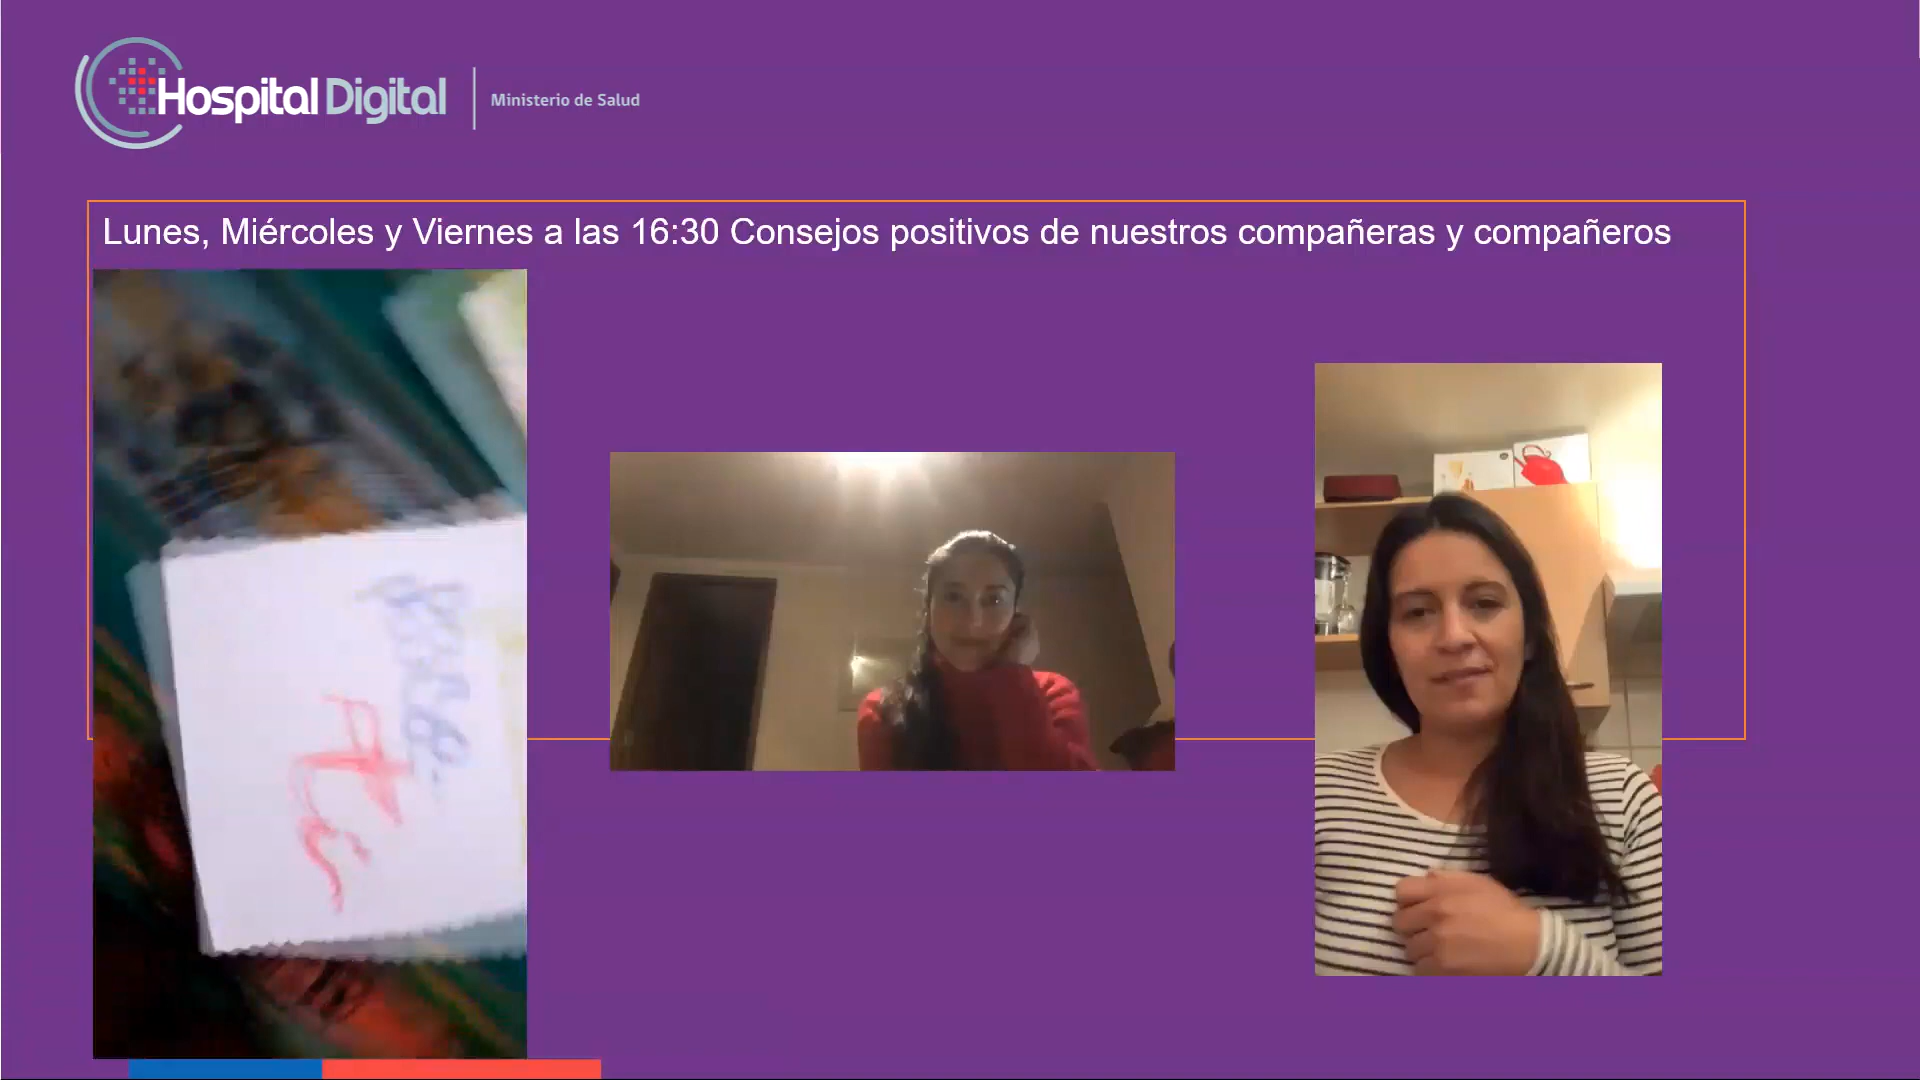 Hospital Digital
Ministerio de Salud
Lunes, Miércoles y Viernes a las 16:30 Consejos positivos de nuestros compañeras y compañeros